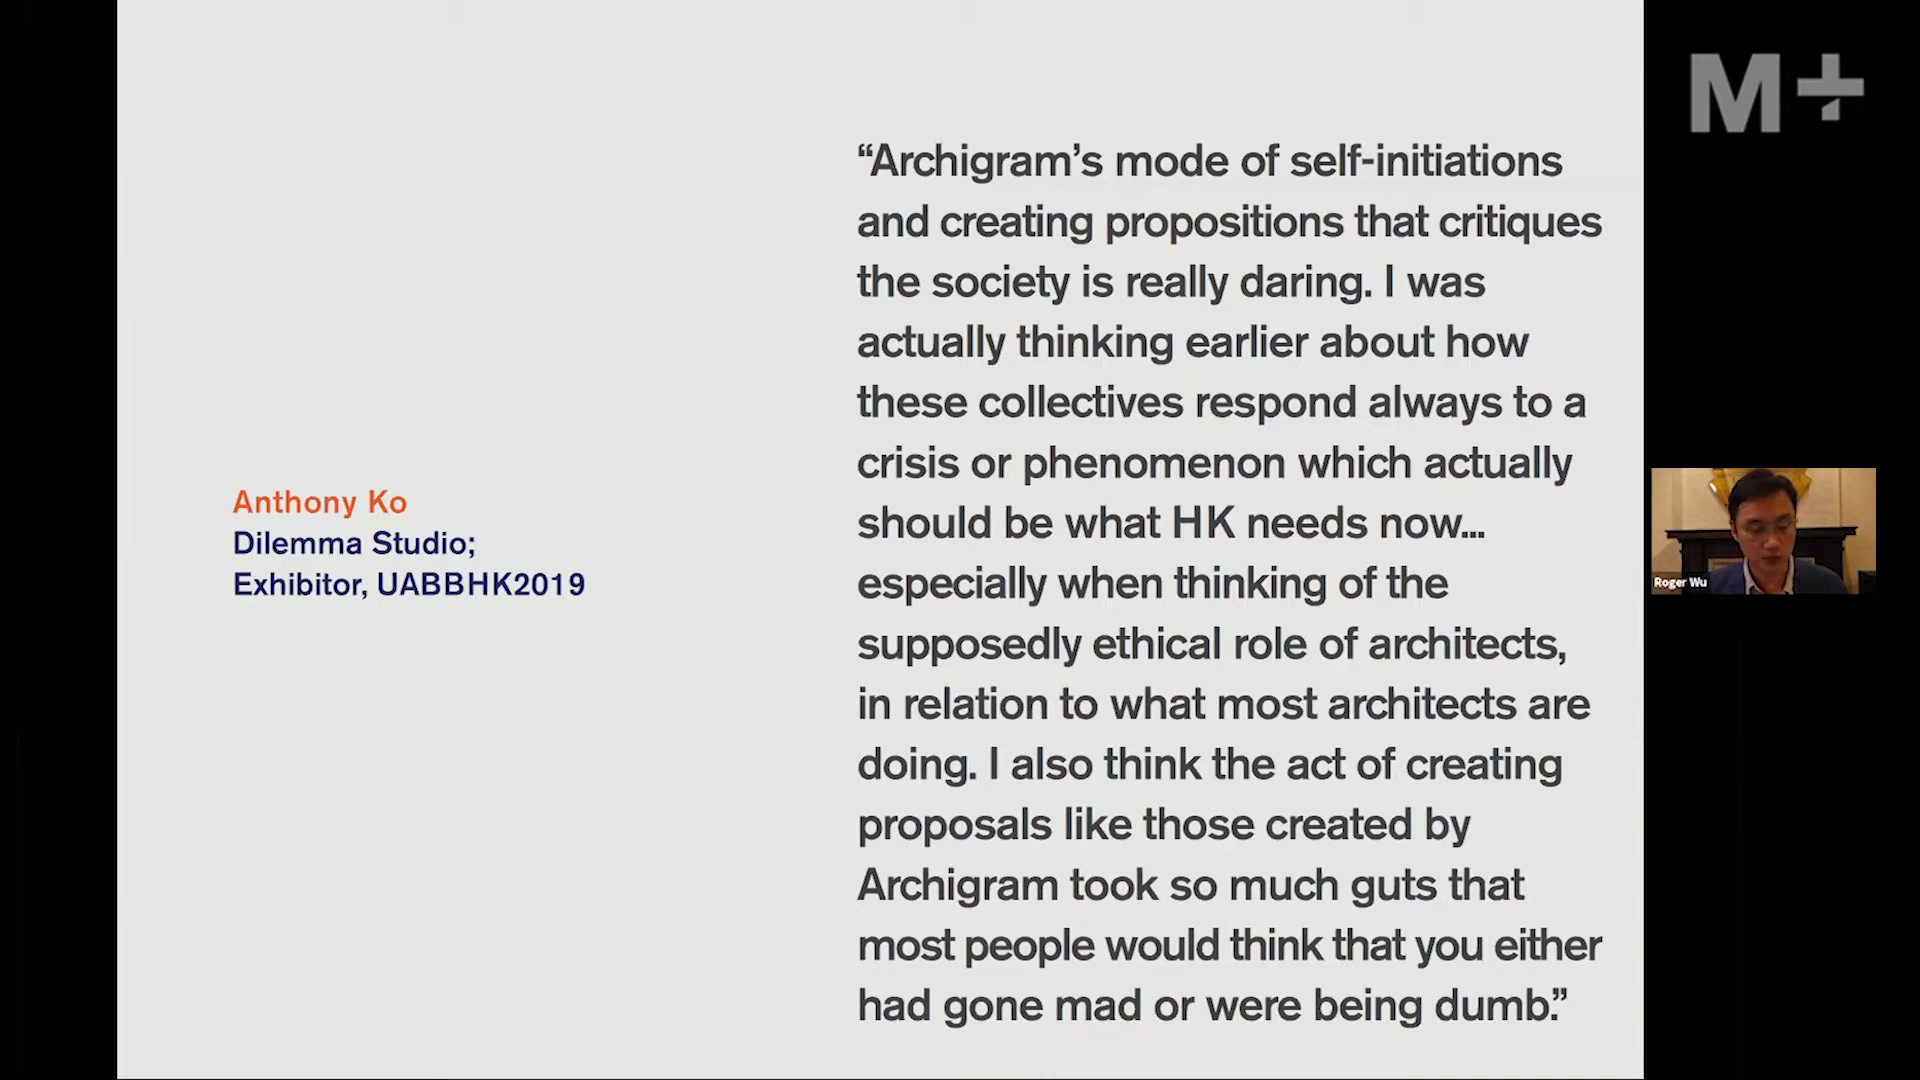 M+
“Archigram’s mode of self-initiations
and creating propositions that critiques
the society is really daring. I was
actually thinking earlier about how
these collectives respond always to a
crisis or phenomenon which actually
should be what HK needs now...
especially when thinking of the
supposedly ethical role of architects,
in relation to what most architects are
doing. I also think the act of creating
proposals like those created by
Archigram took so much guts that
most people would think that you either
had gone mad or were being dumb.”
Anthony Ko
Dilemma Studio;
Exhibitor, UABBHK2019
Roger Wu